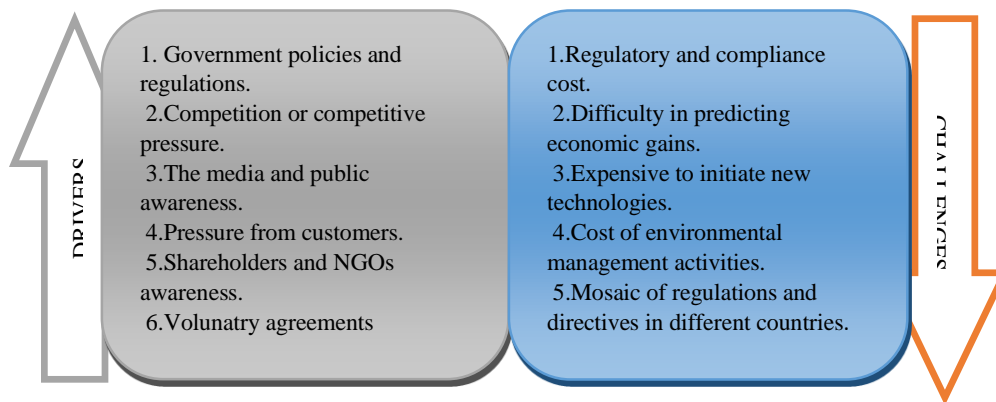 DRIVERS
1. Government policies and
regulations.
2.Competition or competitive
pressure.
3.The media and public
awareness.
4.Pressure from customers.
5.Shareholders and NGOs
awareness.
6.Volunatry agreements
1.Regulatory and compliance
cost.
2.Difficulty in predicting
economic gains.
3.Expensive to initiate new
technologies.
4.Cost of environmental
management activities.
5.Mosaic of regulations and
directives in different countries.
CHALLENGES